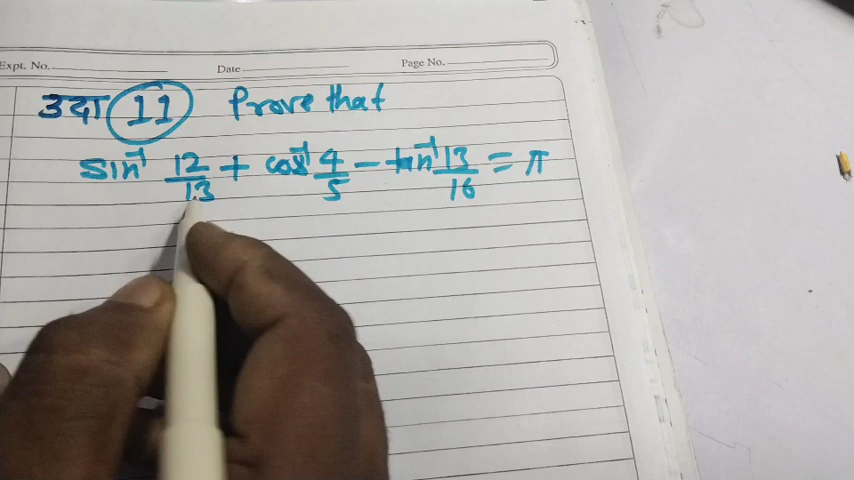 Expt. No.
Date
Page No.
उदा 11 Prove that
sin⁻¹ 12/13 + cos⁻¹ 4/5 − tan⁻¹ 13/16 = π